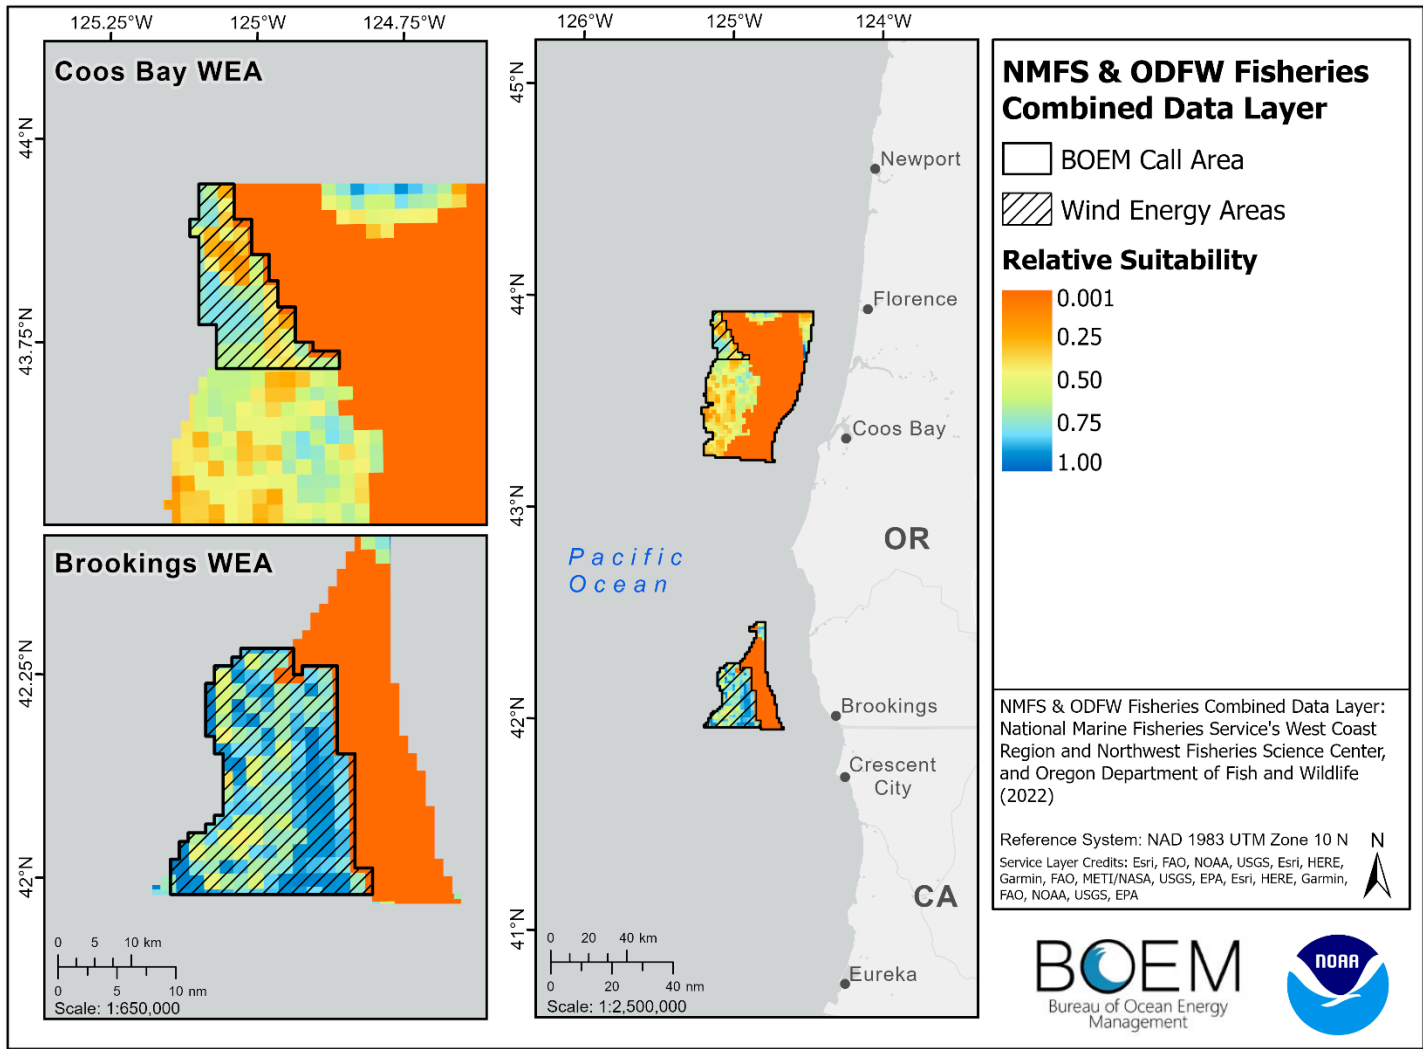 125.25°W
125°W
124.75°W
126°W
125°W
124°W
Coos Bay WEA
44°N
43.75°N
Brookings WEA
42.25°N
42°N
0 5 10 km
0 5 10 nm
Scale: 1:650,000
45°N
44°N
43°N
42°N
41°N
Newport
Florence
Coos Bay
OR
Pacific
Ocean
Brookings
Crescent
City
CA
Eureka
0 20 40 km
0 20 40 nm
Scale: 1:2,500,000
NMFS & ODFW Fisheries
Combined Data Layer
BOEM Call Area
Wind Energy Areas
Relative Suitability
0.001
0.25
0.50
0.75
1.00
NMFS & ODFW Fisheries Combined Data Layer:
National Marine Fisheries Service's West Coast
Region and Northwest Fisheries Science Center,
and Oregon Department of Fish and Wildlife
(2022)
Reference System: NAD 1983 UTM Zone 10 N
N
Service Layer Credits: Esri, FAO, NOAA, USGS, Esri, HERE,
Garmin, FAO, METI/NASA, USGS, EPA, Esri, HERE, Garmin,
FAO, NOAA, USGS, EPA
BOEM
Bureau of Ocean Energy
Management
NOAA